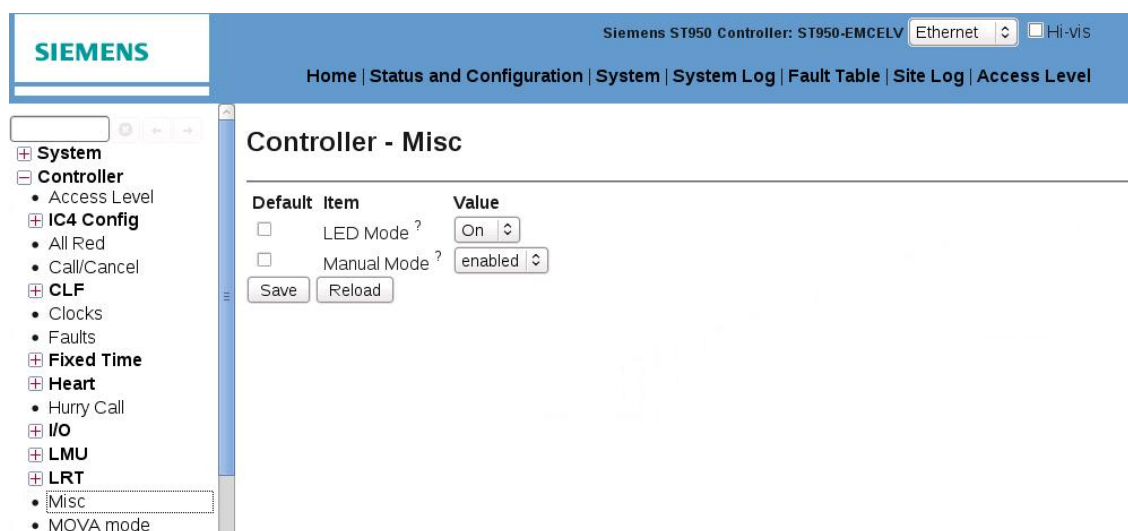 SIEMENS
Siemens ST950 Controller: ST950-EMCELV Ethernet Hi-vis
Home | Status and Configuration | System | System Log | Fault Table | Site Log | Access Level
System
Controller
Access Level
IC4 Config
All Red
Call/Cancel
CLF
Clocks
Faults
Fixed Time
Heart
Hurry Call
I/O
LMU
LRT
Misc
MOVA mode
Controller - Misc
Default Item Value
LED Mode ? On
Manual Mode ? enabled
Save Reload